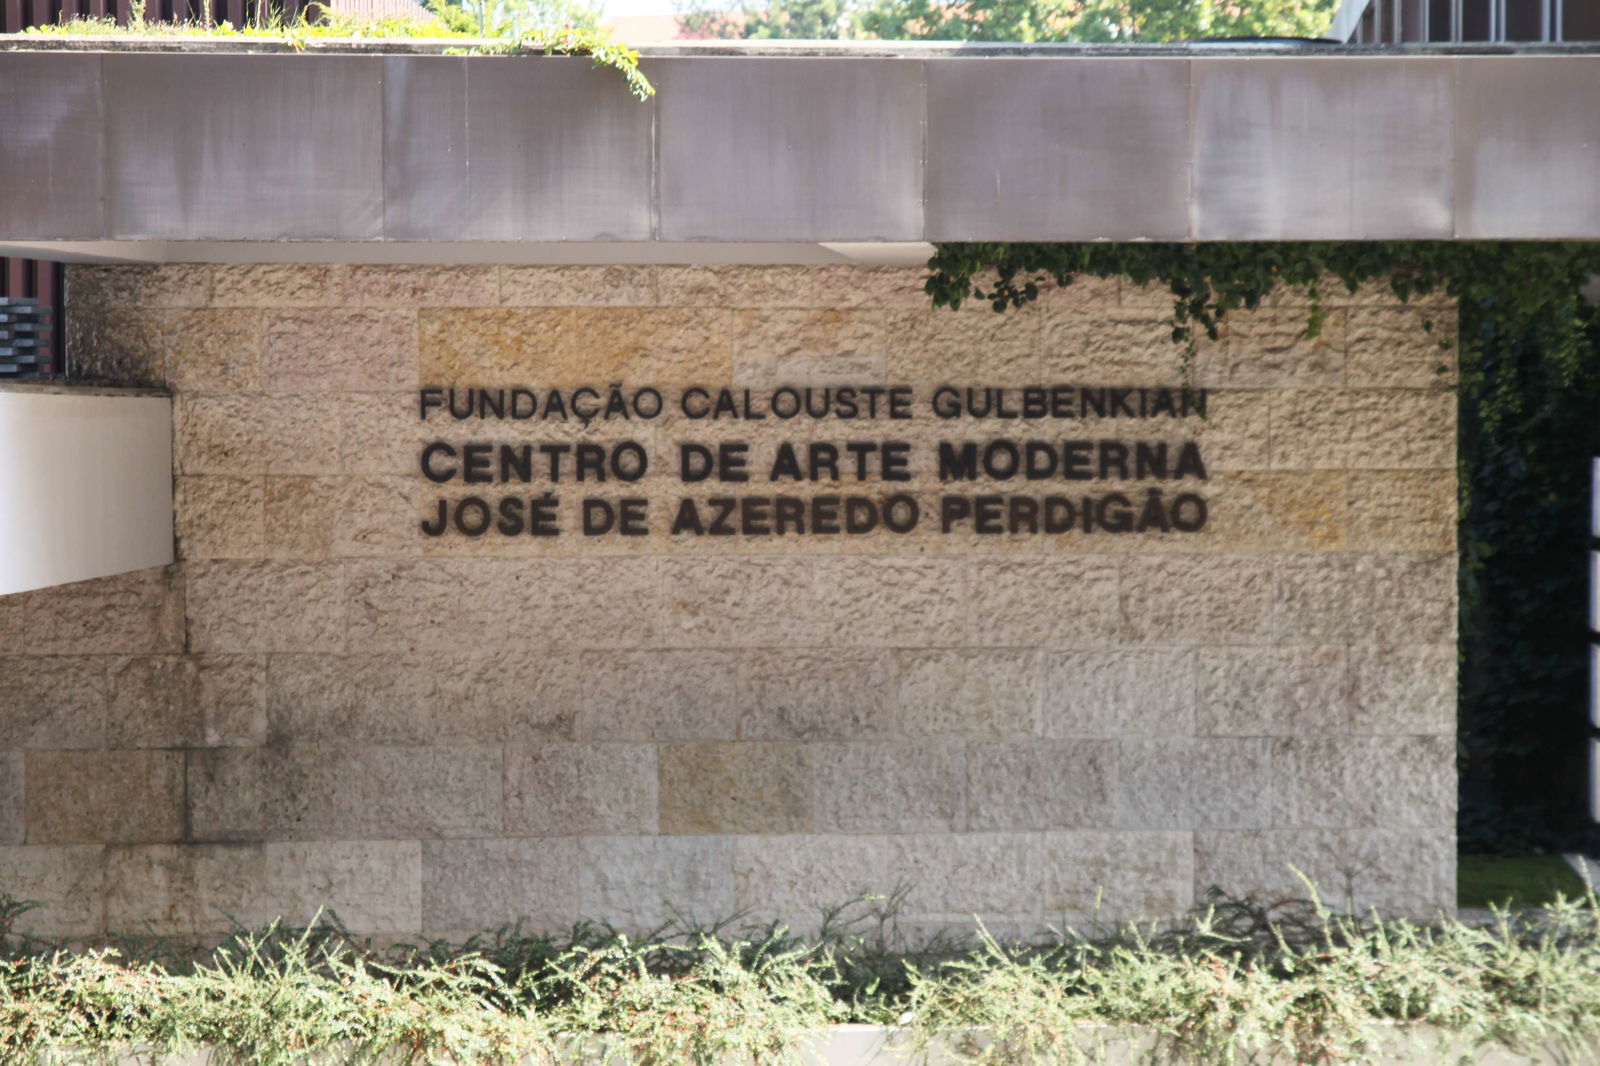 FUNDAÇÃO CALOUSTE GULBENKIAN
CENTRO DE ARTE MODERNA
JOSÉ DE AZEREDO PERDIGÃO